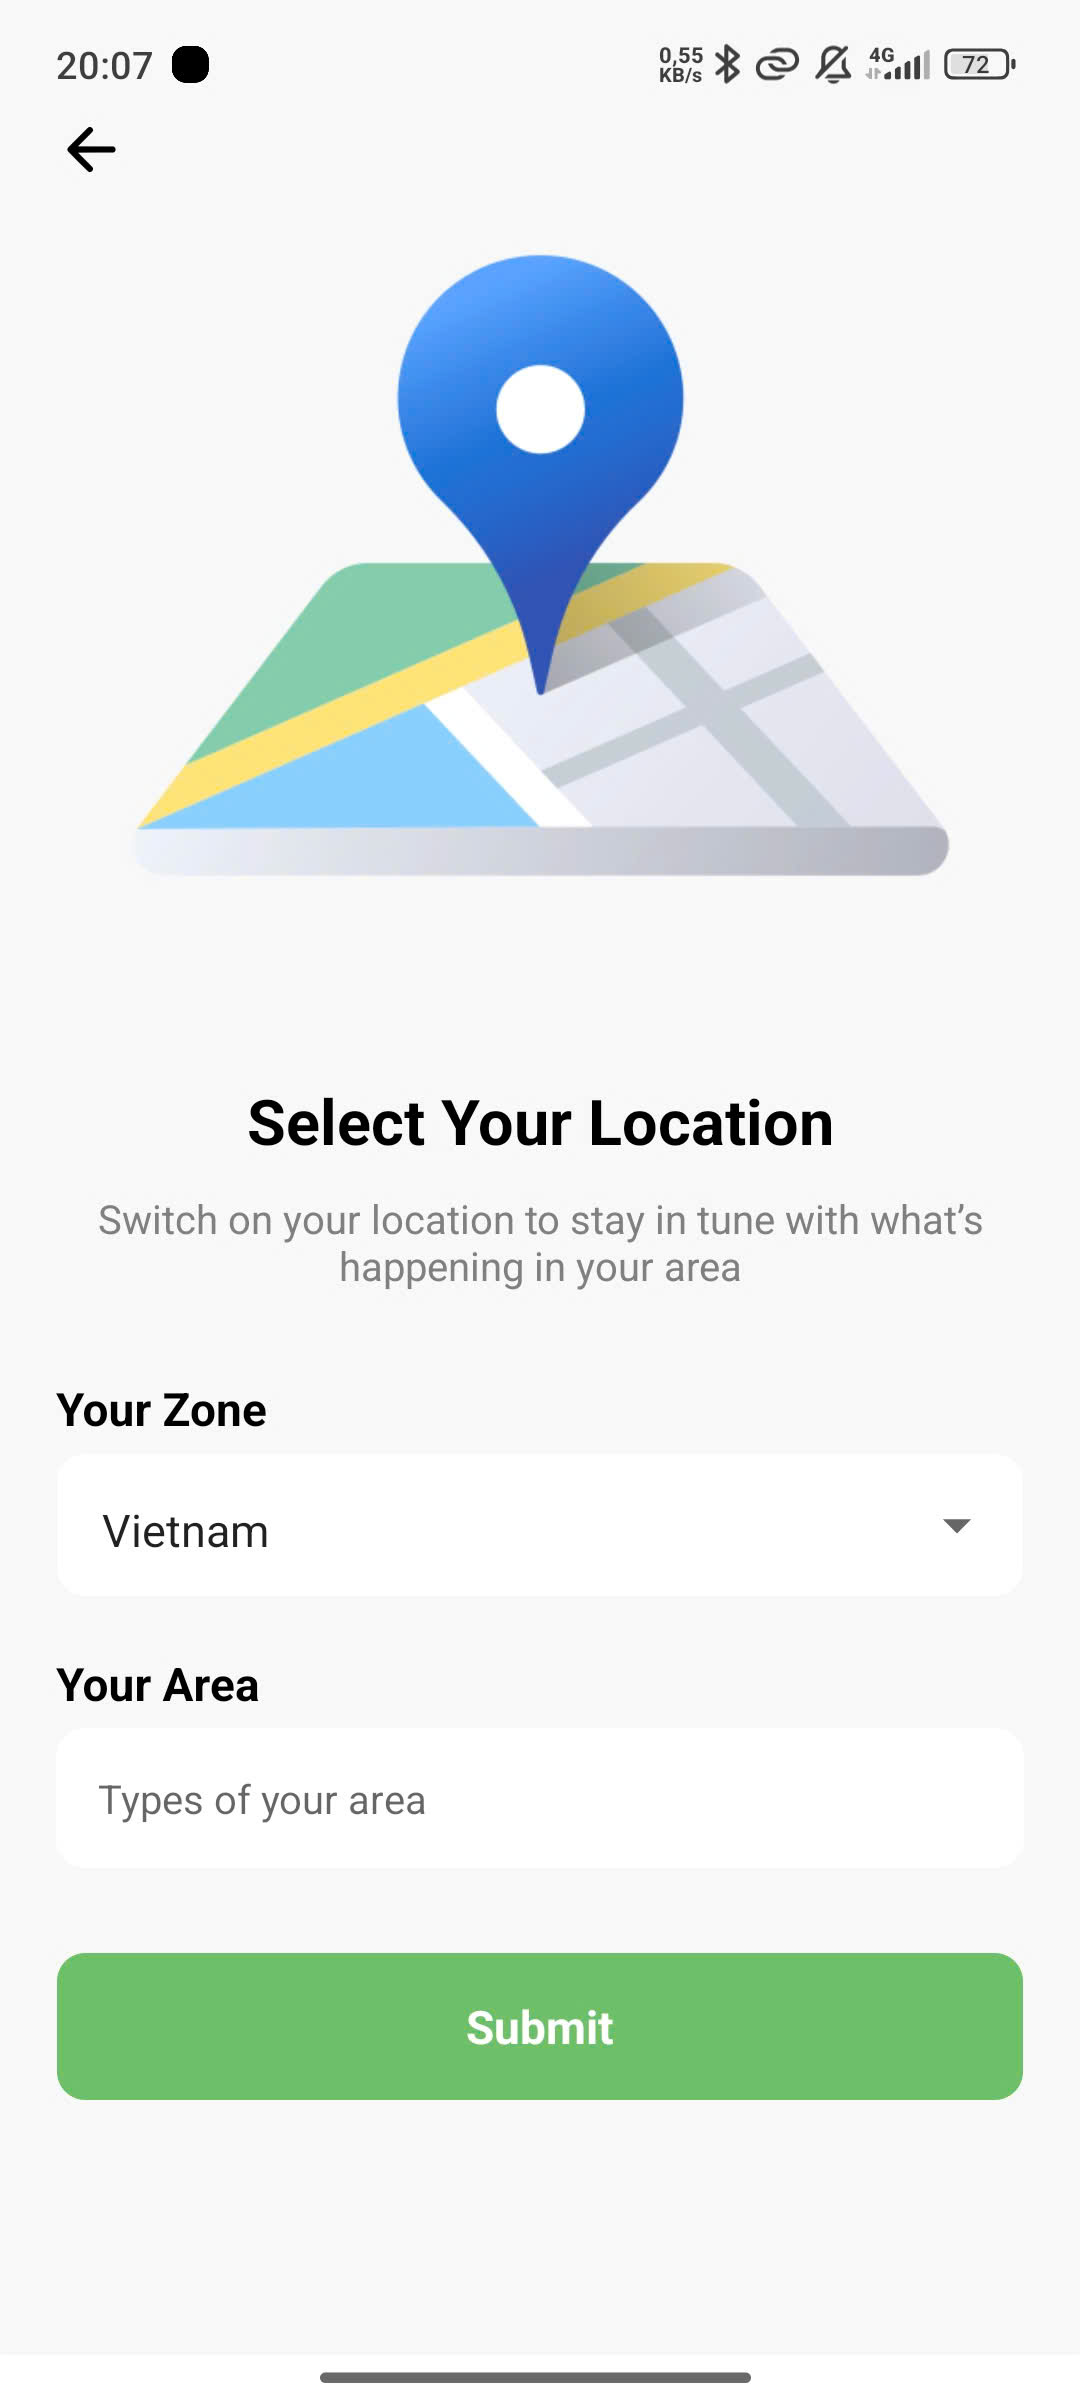 20:07
0,55
KB/s
4G
72
Select Your Location
Switch on your location to stay in tune with what’s
happening in your area
Your Zone
Vietnam
Your Area
Types of your area
Submit